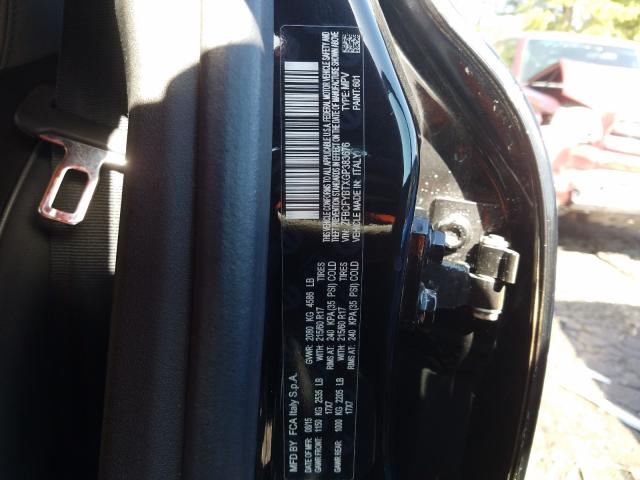 MFD BY FCA Italy S.p.A.
DATE OF MFR: 08/15 GVWR: 2080 KG 4586 LB
GAWR FRONT: 1150 KG 2535 LB WITH: 215/60 R17 TIRES
17X7 RIMS AT: 240 KPA(35 PSI) COLD
GAWR REAR: 1000 KG 2205 LB WITH: 215/60 R17 TIRES
17X7 RIMS AT: 240 KPA(35 PSI) COLD
THIS VEHICLE CONFORMS TO ALL APPLICABLE U.S.A. FEDERAL MOTOR VEHICLE SAFETY AND
THEFT PREVENTION STANDARDS IN EFFECT ON THE DATE OF MANUFACTURE SHOWN ABOVE
VIN: ZFBCFYBTXGP383676 TYPE: MPV
VEHICLE MADE IN: ITALY PAINT: 601